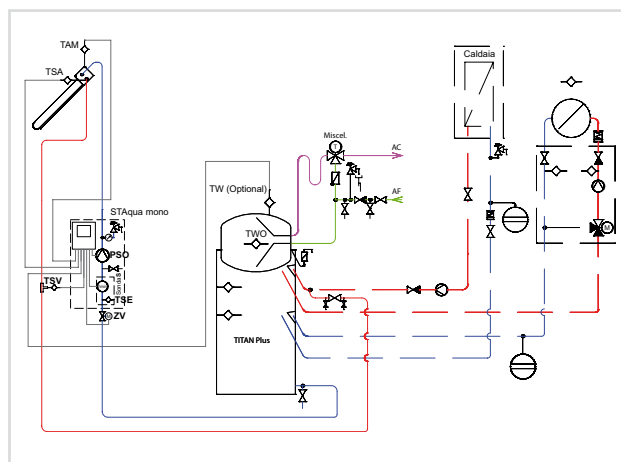 TAM
TSA
Caldaia
Miscel.
T
AC
TW (Optional)
AF
STAqua mono
TWO
PSO
M
TSV
TSE
ZV
TITAN Plus